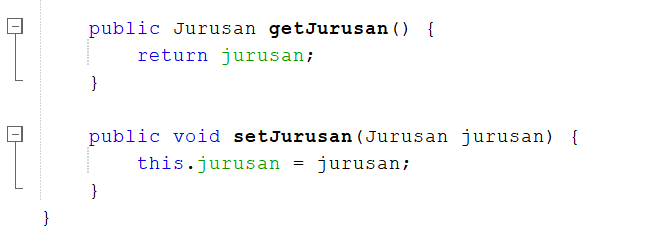 public Jurusan getJurusan() {
return jurusan;
}
public void setJurusan(Jurusan jurusan) {
this.jurusan = jurusan;
}
}